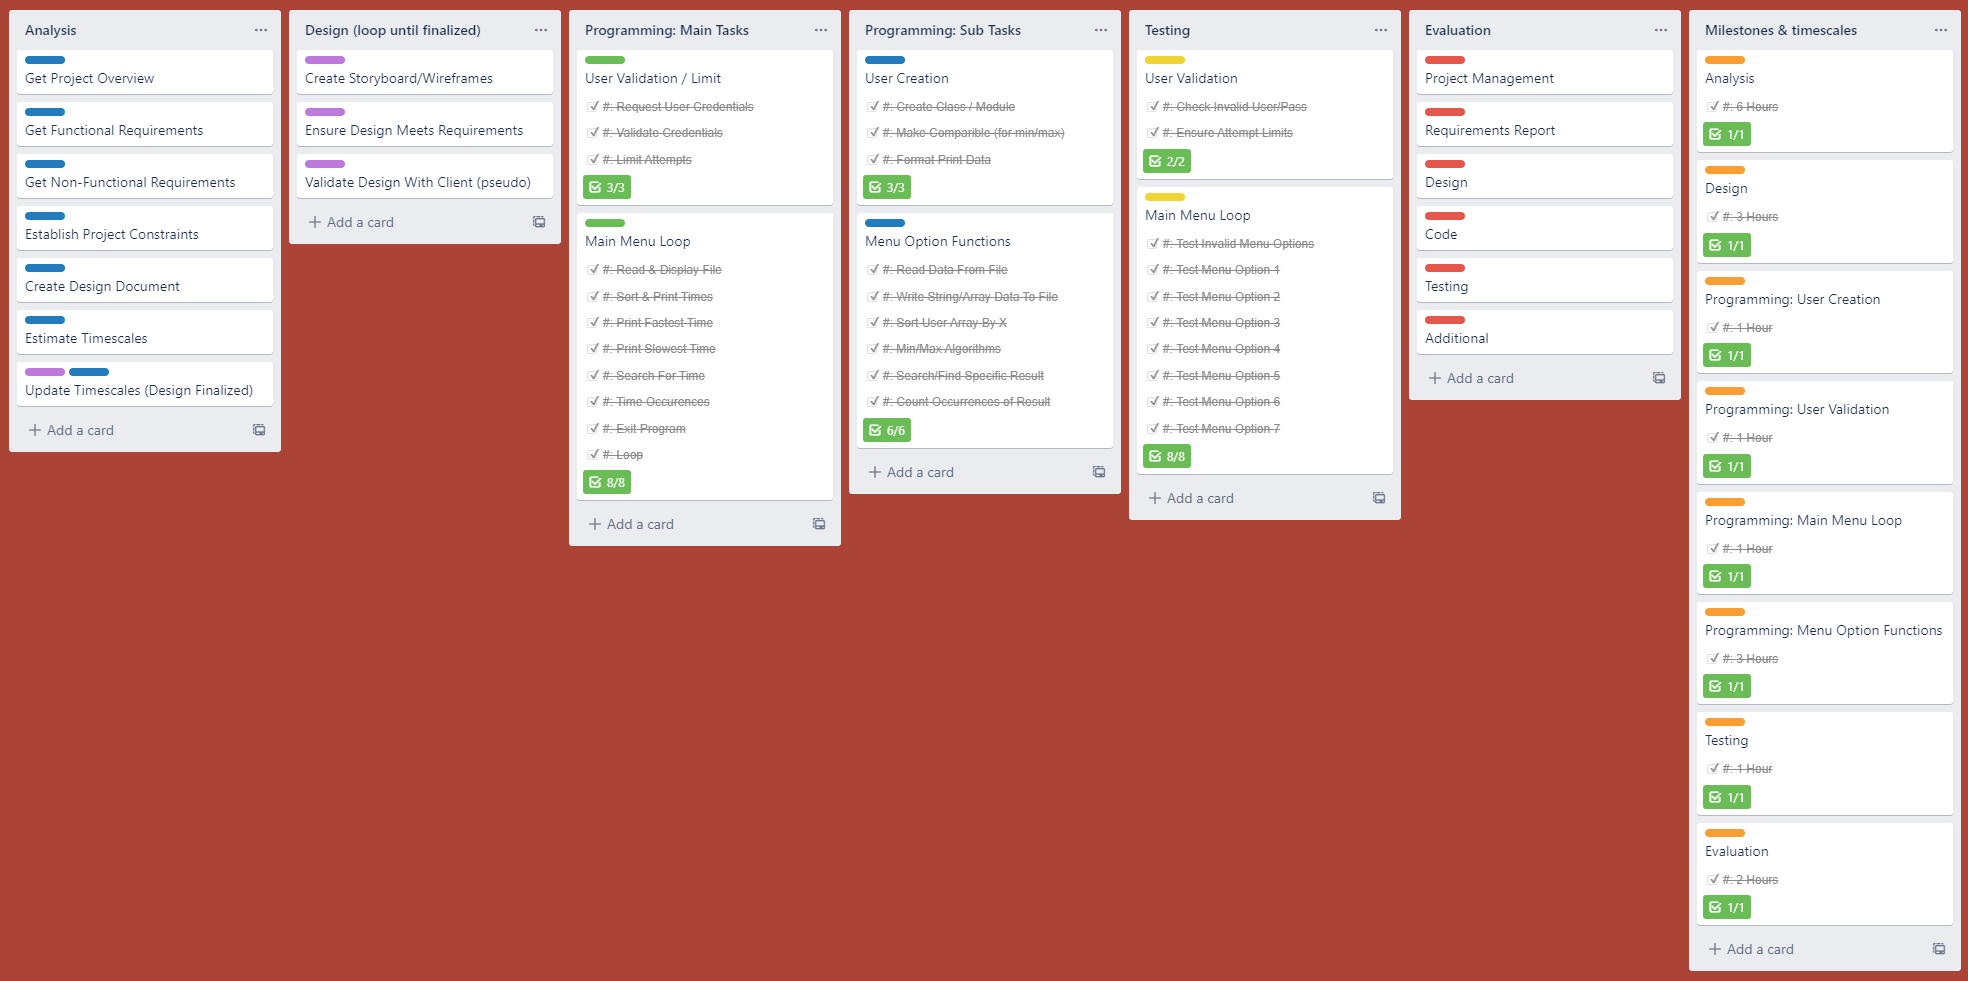 Analysis
Get Project Overview
Get Functional Requirements
Get Non-Functional Requirements
Establish Project Constraints
Create Design Document
Estimate Timescales
Update Timescales (Design Finalized)
Add a card
Design (loop until finalized)
Create Storyboard/Wireframes
Ensure Design Meets Requirements
Validate Design With Client (pseudo)
Add a card
Programming: Main Tasks
User Validation / Limit
#: Request User Credentials
#: Validate Credentials
#: Limit Attempts
3/3
Main Menu Loop
#: Read & Display File
#: Sort & Print Times
#: Print Fastest Time
#: Print Slowest Time
#: Search For Time
#: Time Occurences
#: Exit Program
#: Loop
8/8
Add a card
Programming: Sub Tasks
User Creation
#: Create Class / Module
#: Make Comparible (for min/max)
#: Format Print Data
3/3
Menu Option Functions
#: Read Data From File
#: Write String/Array Data To File
#: Sort User Array By X
#: Min/Max Algorithms
#: Search/Find Specific Result
#: Count Occurrences of Result
6/6
Add a card
Testing
User Validation
#: Check Invalid User/Pass
#: Ensure Attempt Limits
2/2
Main Menu Loop
#: Test Invalid Menu Options
#: Test Menu Option 1
#: Test Menu Option 2
#: Test Menu Option 3
#: Test Menu Option 4
#: Test Menu Option 5
#: Test Menu Option 6
#: Test Menu Option 7
8/8
Add a card
Evaluation
Project Management
Requirements Report
Design
Code
Testing
Additional
Add a card
Milestones & timescales
Analysis
#: 6 Hours
1/1
Design
#: 3 Hours
1/1
Programming: User Creation
#: 1 Hour
1/1
Programming: User Validation
#: 1 Hour
1/1
Programming: Main Menu Loop
#: 1 Hour
1/1
Programming: Menu Option Functions
#: 3 Hours
1/1
Testing
#: 1 Hour
1/1
Evaluation
#: 2 Hours
1/1
Add a card